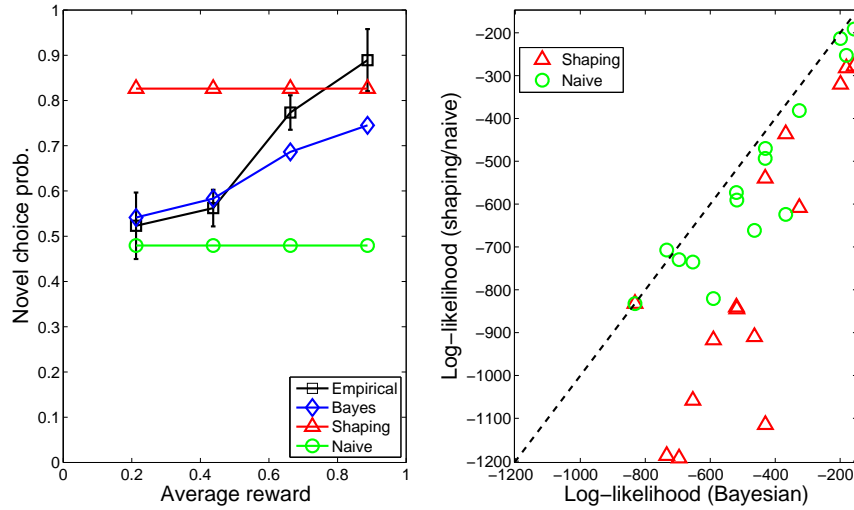 Novel choice prob.
1
0.9
0.8
0.7
0.6
0.5
0.4
0.3
0.2
0.1
0
0 0.2 0.4 0.6 0.8 1
Average reward
Empirical
Bayes
Shaping
Naive
Log−likelihood (shaping/naive)
−200
−300
−400
−500
−600
−700
−800
−900
−1000
−1100
−1200
−1200 −1000 −800 −600 −400 −200
Log−likelihood (Bayesian)
Shaping
Naive